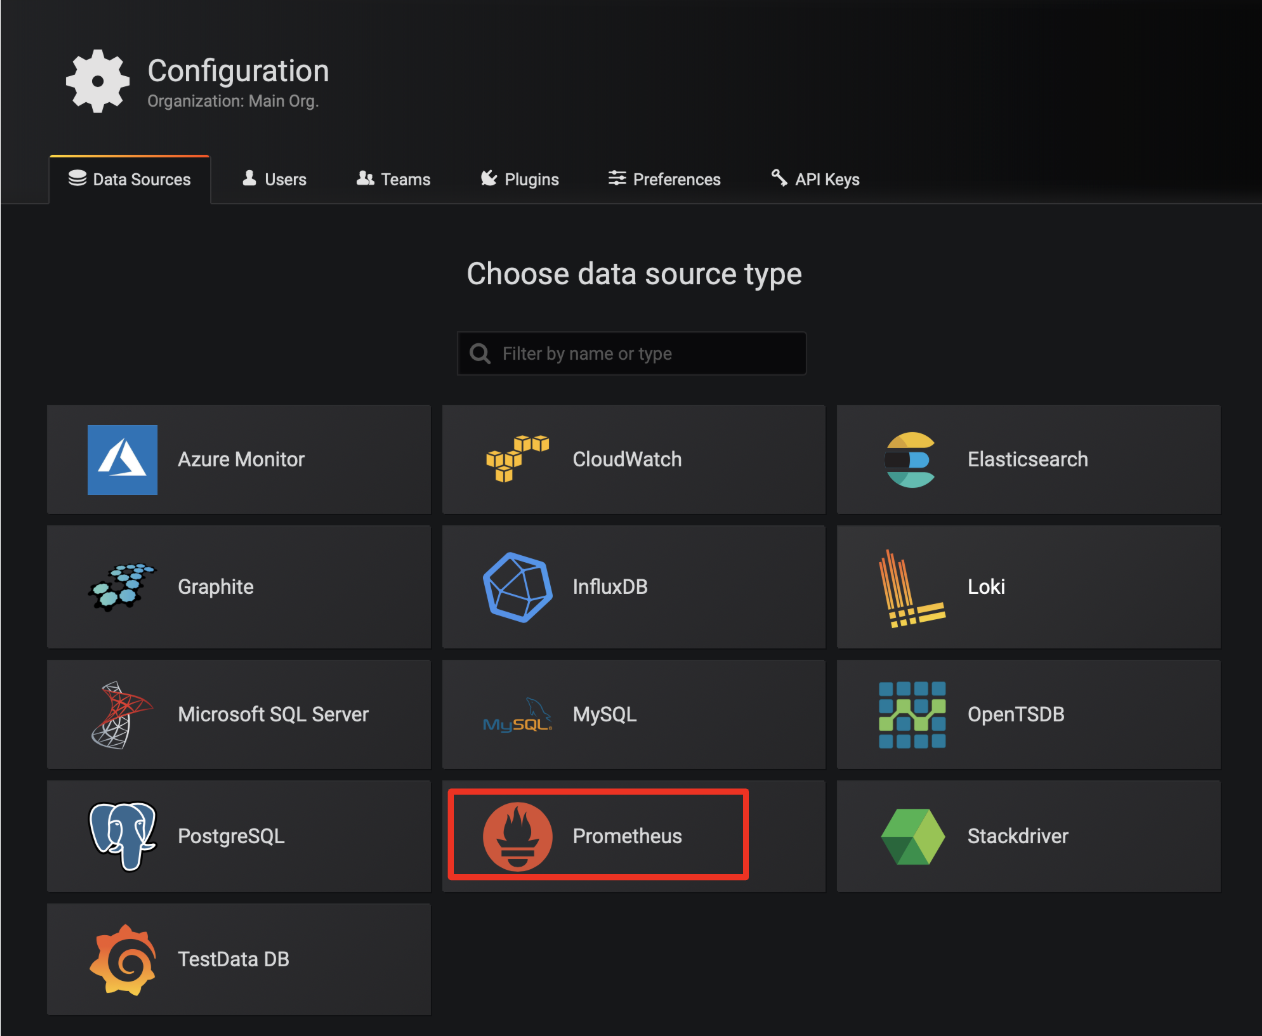 Configuration
Organization: Main Org.
Data Sources Users Teams Plugins Preferences API Keys
Choose data source type
Filter by name or type
Azure Monitor CloudWatch Elasticsearch
Graphite InfluxDB Loki
Microsoft SQL Server MySQL MySQL OpenTSDB
PostgreSQL Prometheus Stackdriver
TestData DB